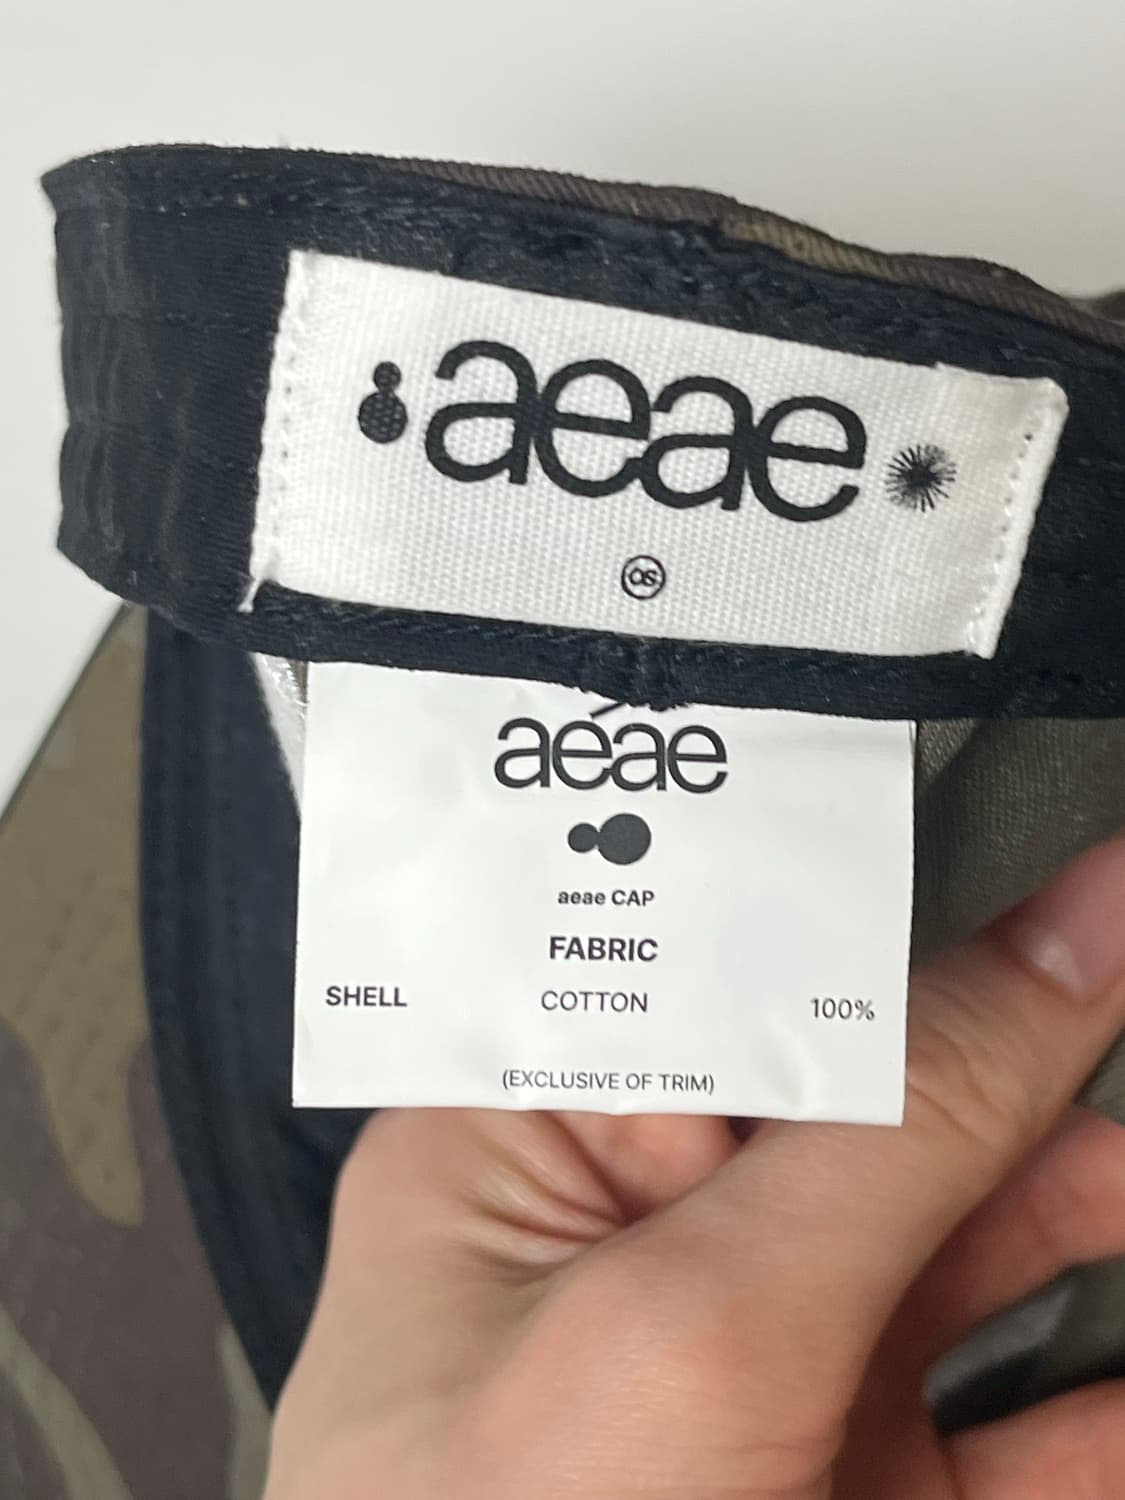 aeae
OS
aeae
aeae CAP
FABRIC
SHELL COTTON 100%
(EXCLUSIVE OF TRIM)